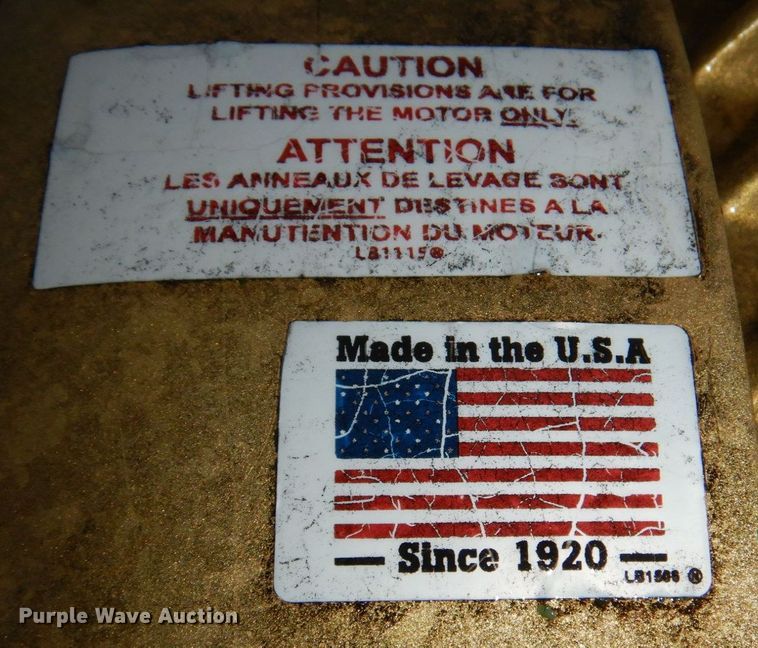 CAUTION
LIFTING PROVISIONS ARE FOR
LIFTING THE MOTOR ONLY.
ATTENTION
LES ANNEAUX DE LEVAGE SONT
UNIQUEMENT DESTINES A LA
MANUTENTION DU MOTEUR.
LB1115®
Made in the U.S.A
Since 1920
®
Purple Wave Auction